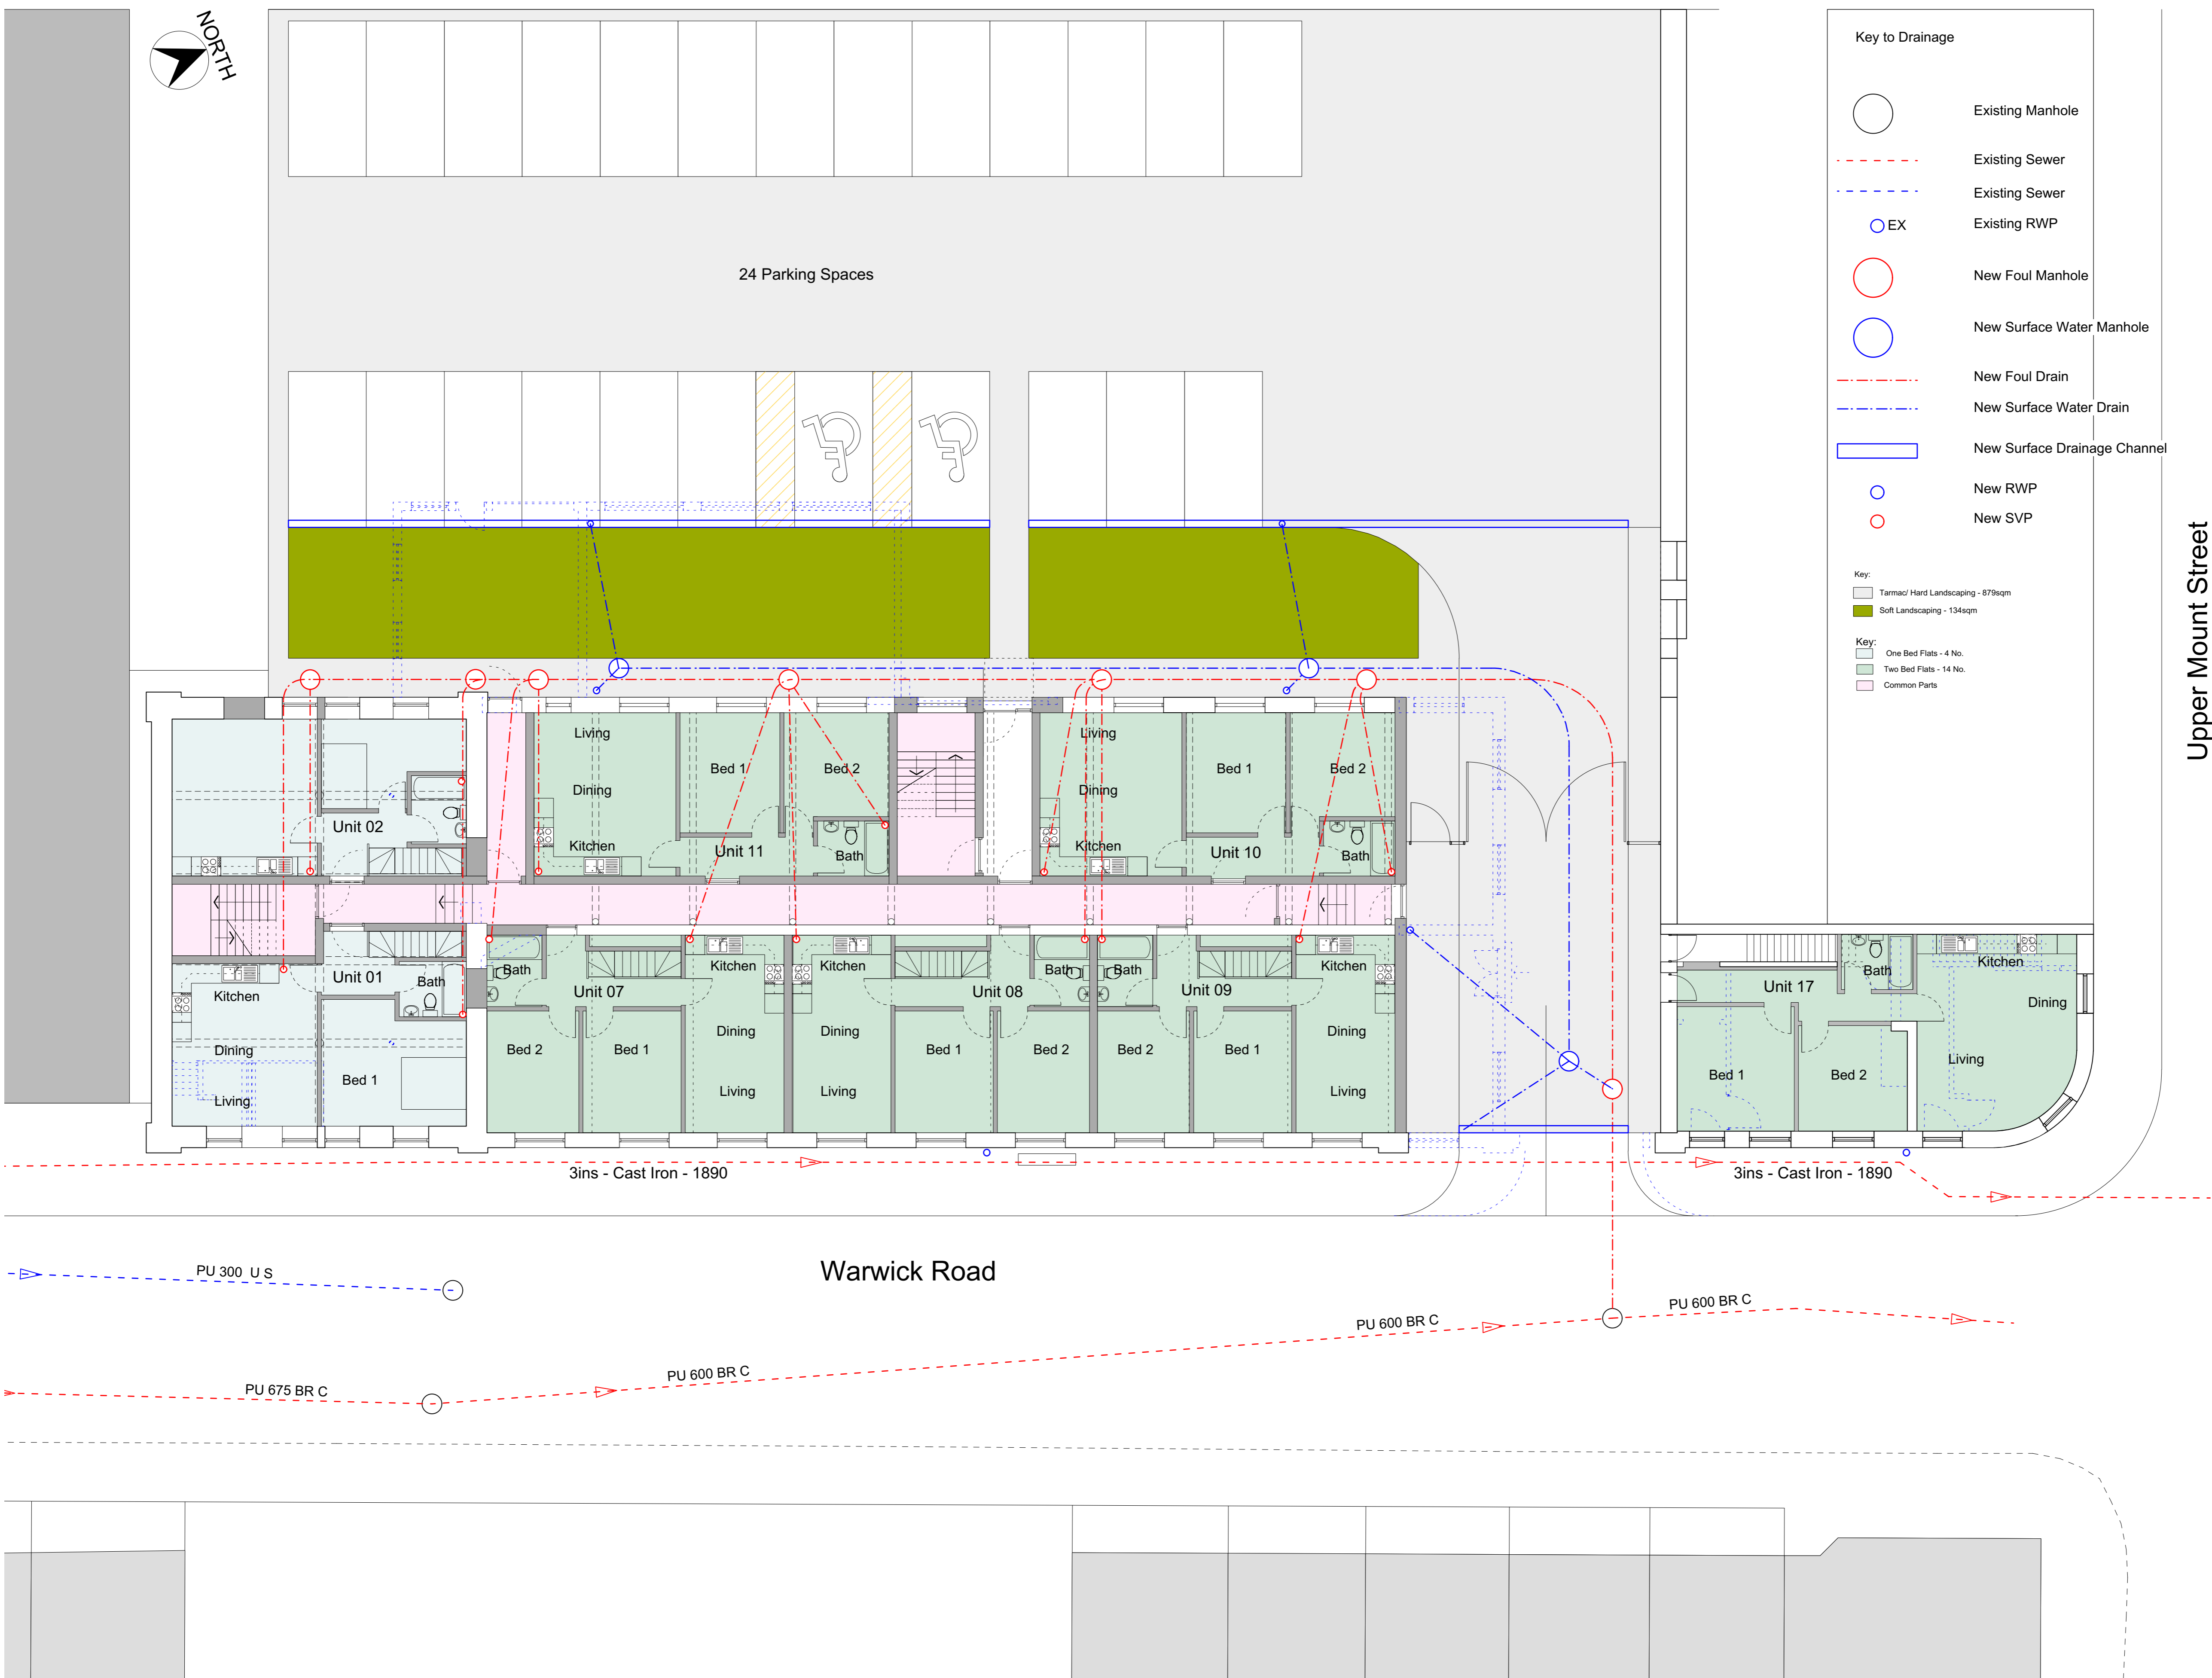 NORTH
Key to Drainage
Existing Manhole
Existing Sewer
Existing Sewer
EX
Existing RWP
New Foul Manhole
New Surface Water Manhole
New Foul Drain
New Surface Water Drain
New Surface Drainage Channel
New RWP
New SVP
Key:
Tarmac/ Hard Landscaping - 879sqm
Soft Landscaping - 134sqm
Key:
One Bed Flats - 4 No.
Two Bed Flats - 14 No.
Common Parts
Upper Mount Street
24 Parking Spaces
Living
Bed 1
Bed 2
Dining
Kitchen
Unit 11
Bath
Living
Bed 1
Bed 2
Dining
Kitchen
Unit 10
Bath
Unit 02
Unit 01
Bath
Kitchen
Dining
Bed 1
Living
Bath
Unit 07
Kitchen
Bed 2
Bed 1
Dining
Living
Kitchen
Unit 08
Bath
Dining
Bed 1
Bed 2
Living
Bath
Unit 09
Kitchen
Bed 2
Bed 1
Dining
Living
Bath
Kitchen
Unit 17
Dining
Bed 1
Bed 2
Living
3ins - Cast Iron - 1890
3ins - Cast Iron - 1890
Warwick Road
PU 300 U S
PU 675 BR C
PU 600 BR C
PU 600 BR C
PU 600 BR C